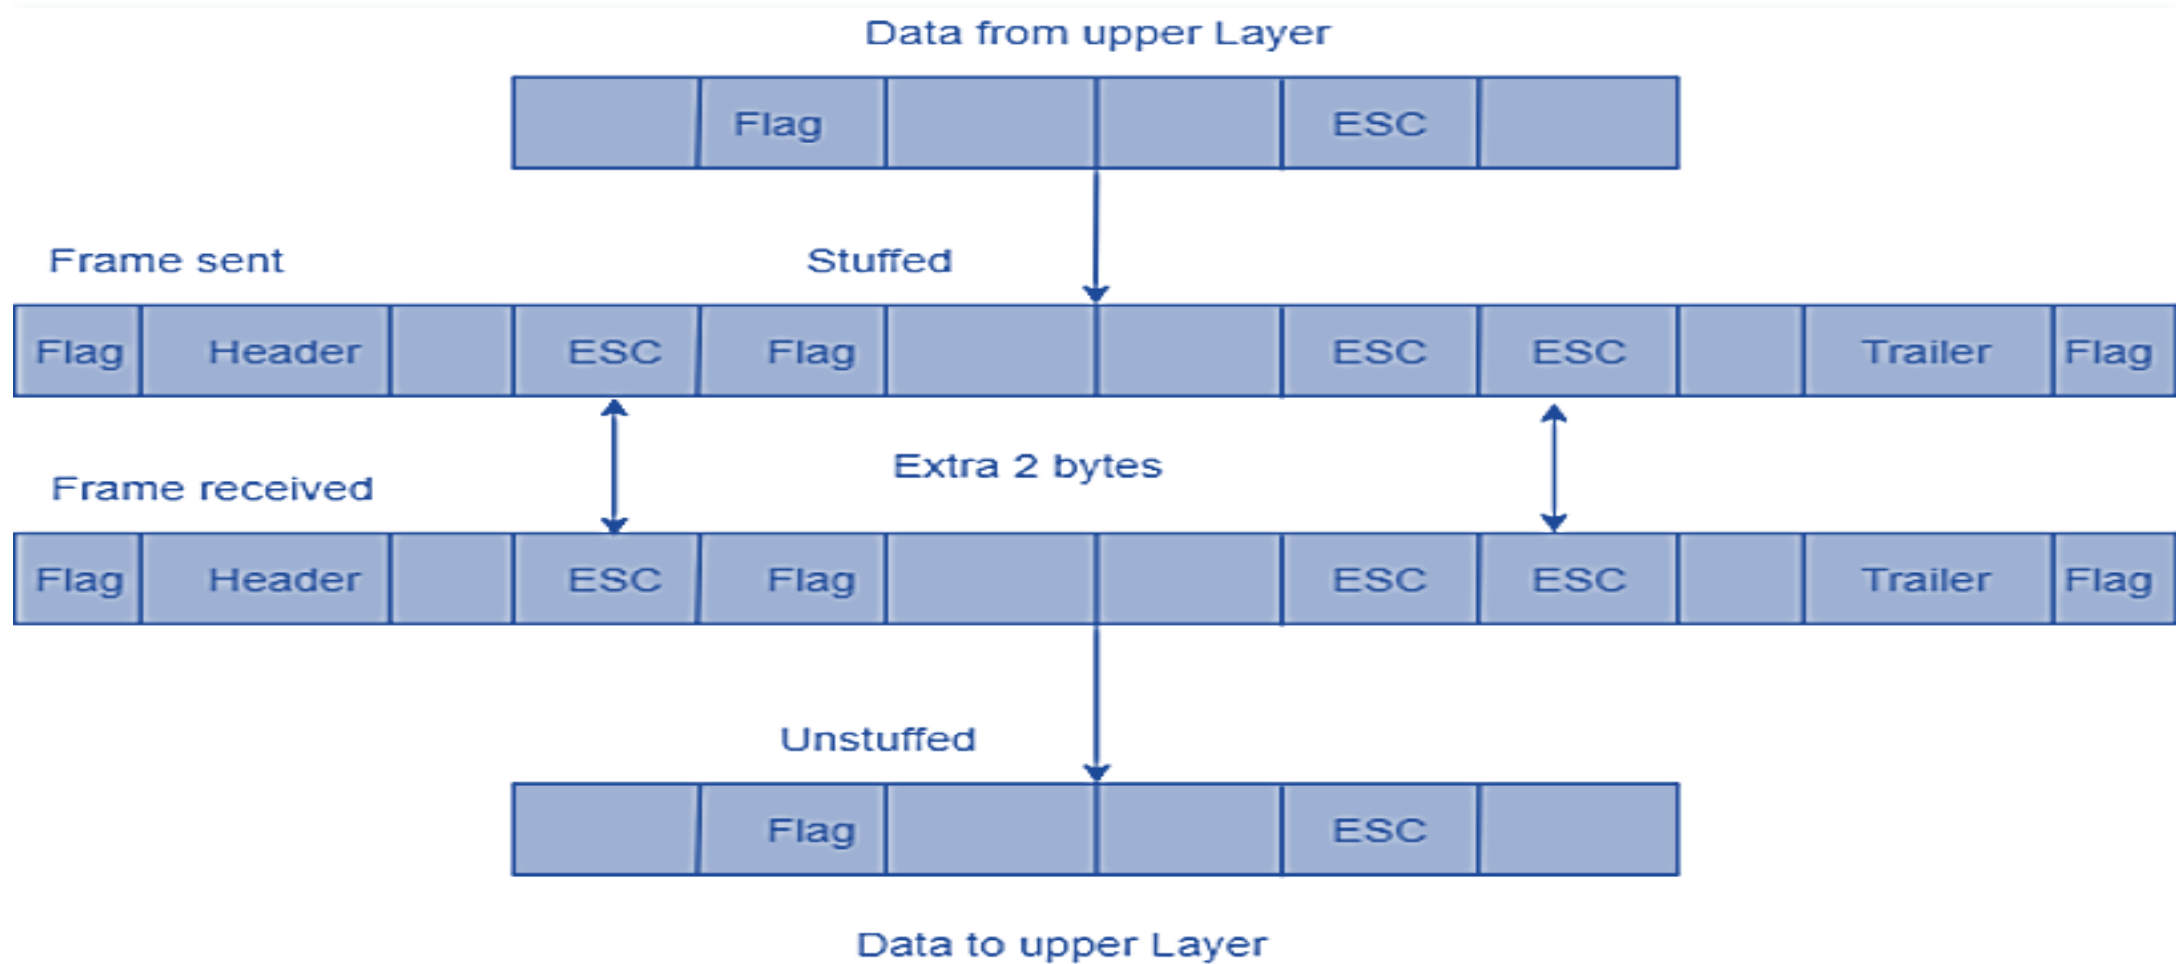 Data from upper Layer
Flag ESC
Frame sent Stuffed
Flag Header ESC Flag ESC ESC Trailer Flag
Extra 2 bytes
Frame received
Flag Header ESC Flag ESC ESC Trailer Flag
Unstuffed
Flag ESC
Data to upper Layer